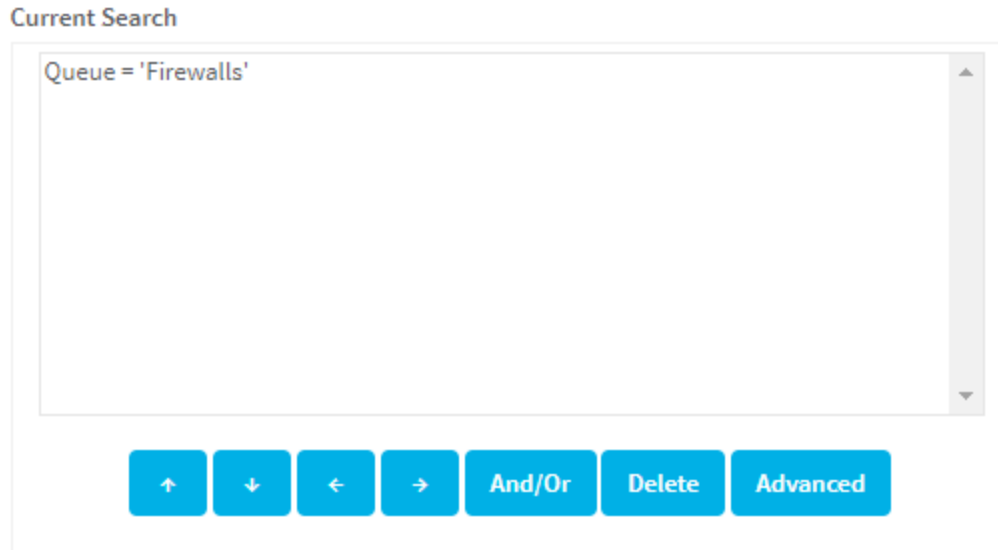 Current Search
Queue = 'Firewalls'
↑ ↓ ← → And/Or Delete Advanced